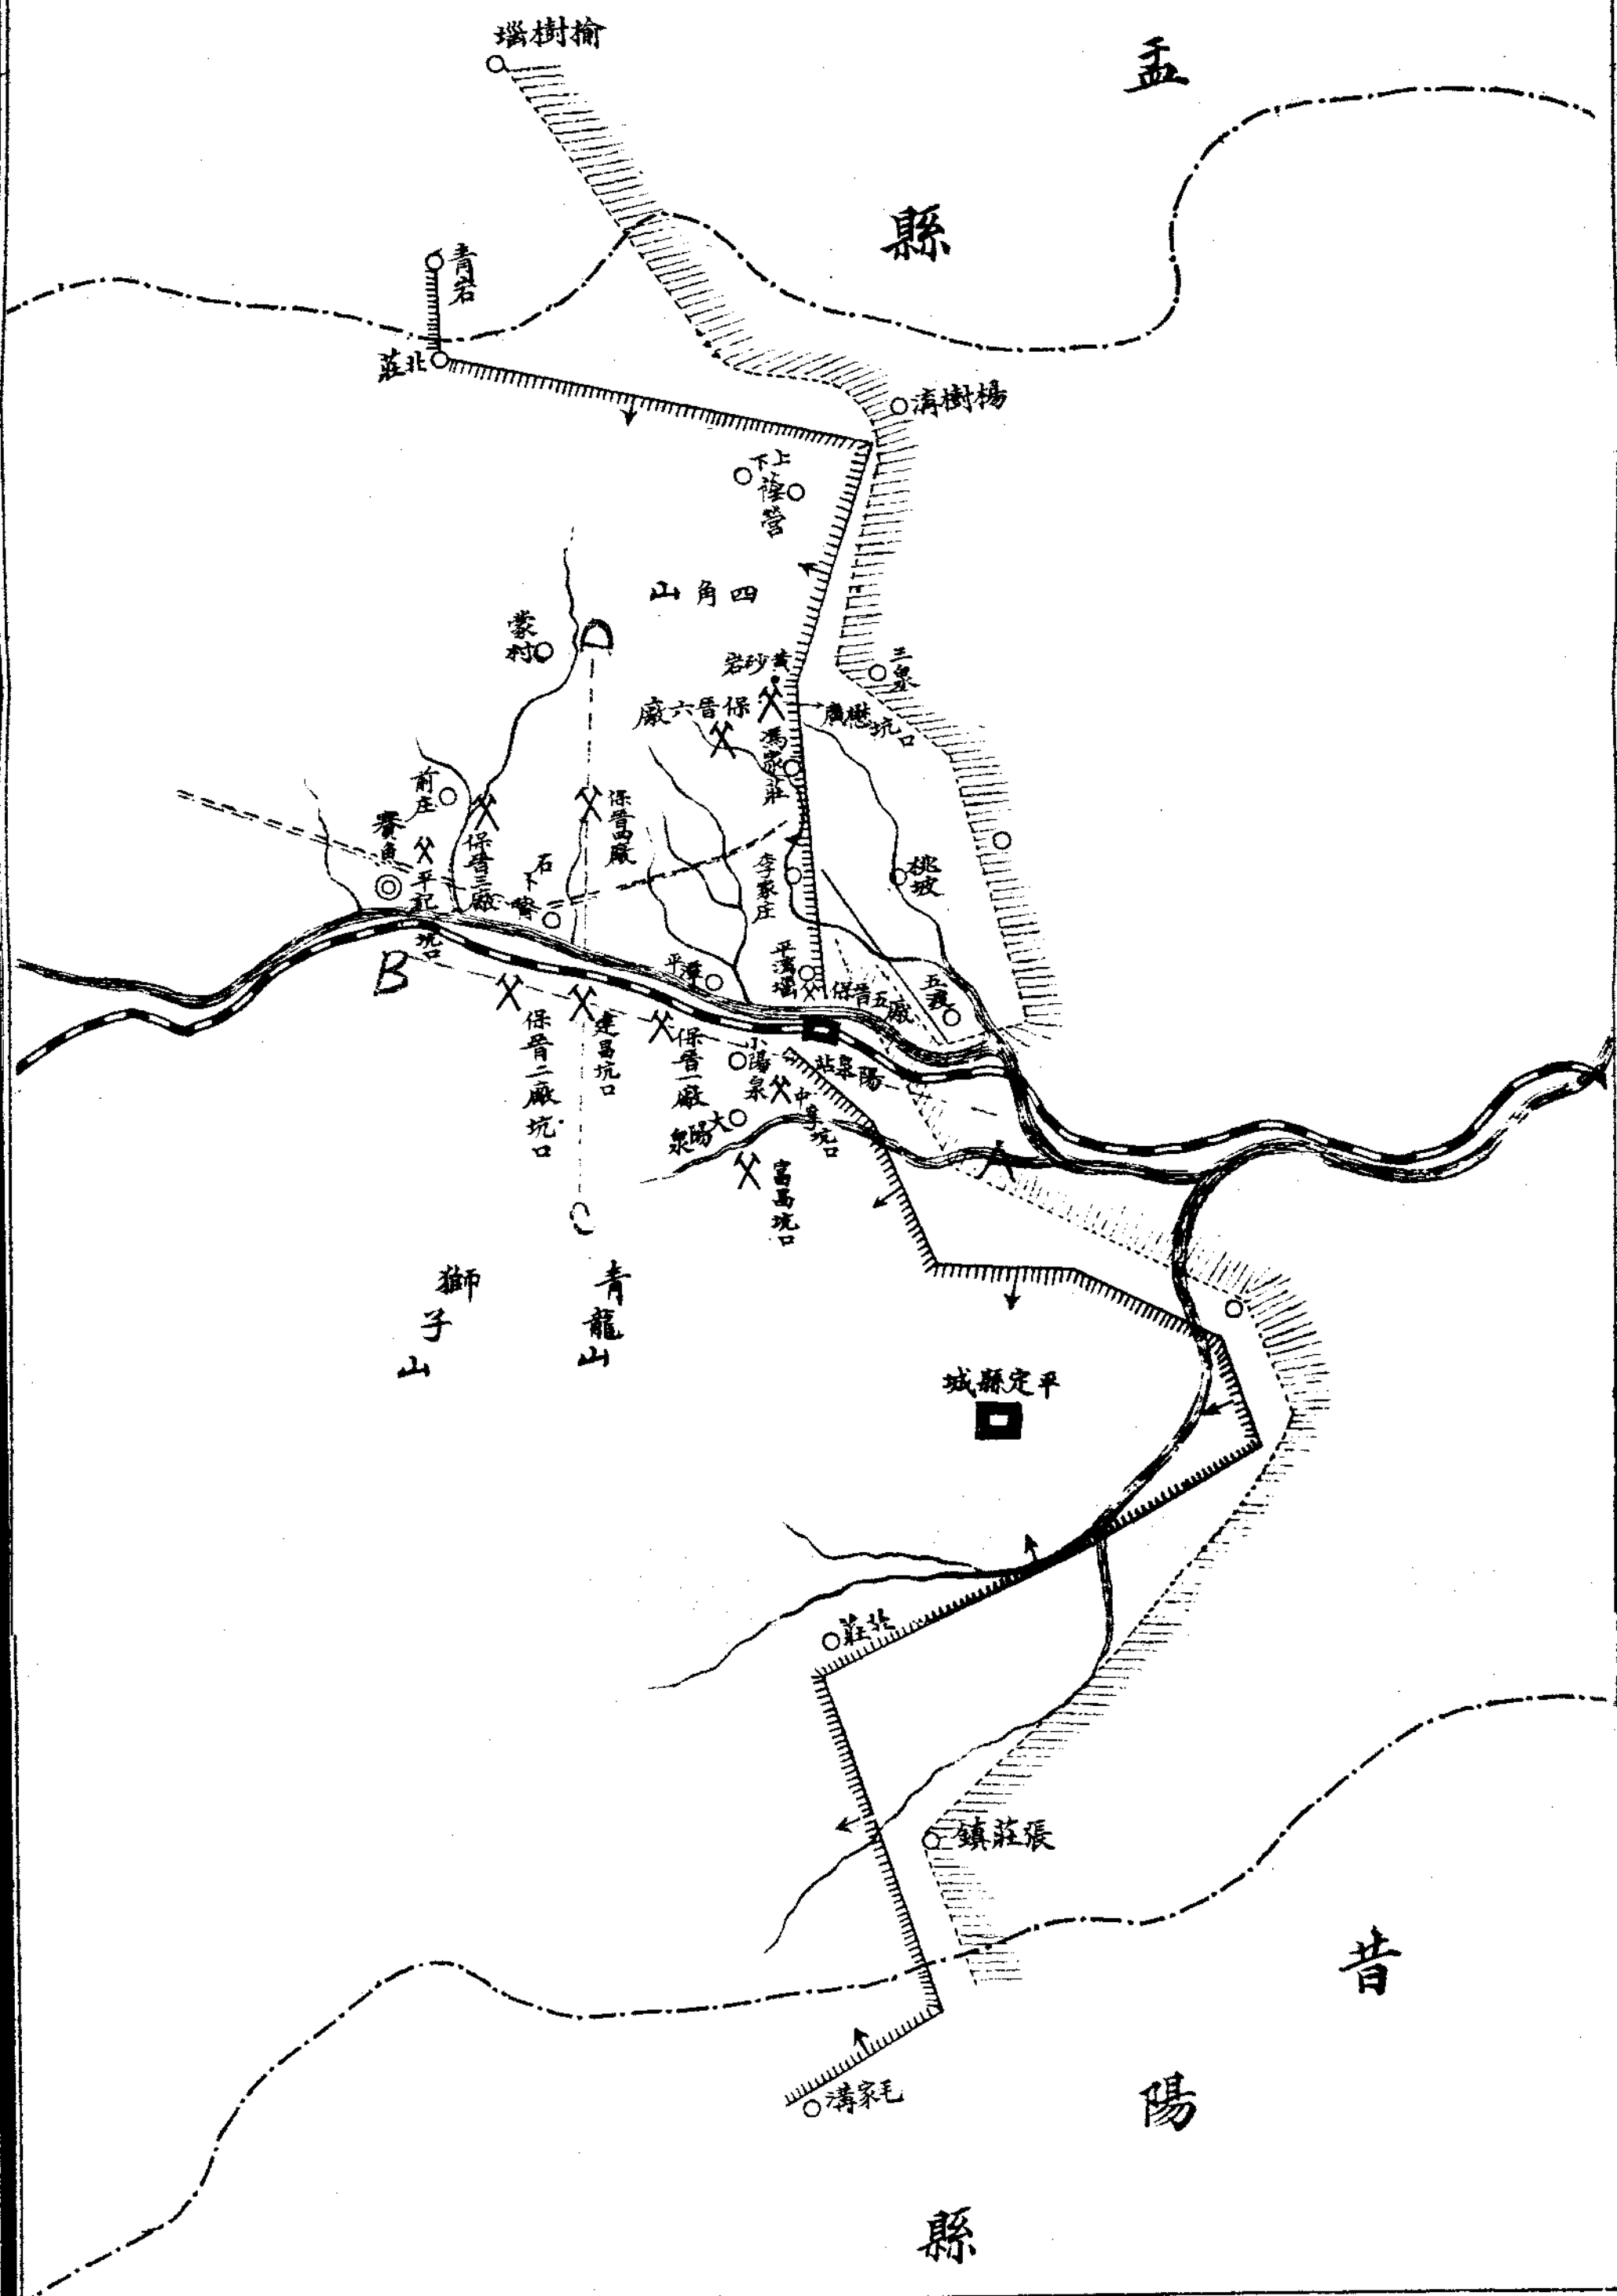 盂縣
榆樹堖
青岩
北莊
楊樹溝
上下蔭營
四角山
蒙村
黃砂岩
三泉
保晉六廠
廣懋坑口
馮家莊
前庄
賽魚
平記坑口
保晉三廠
保晉四廠
石卜嘴
李家庄
桃坡
平潭
平潭堖
保晉五廠
五渡
B
保晉二廠坑口
建昌坑口
保晉一廠
小陽泉
陽泉站
中孚坑口
大陽泉
富昌坑口
A
獅子山
青龍山
平定縣城
北莊
張莊鎮
毛家溝
昔陽縣